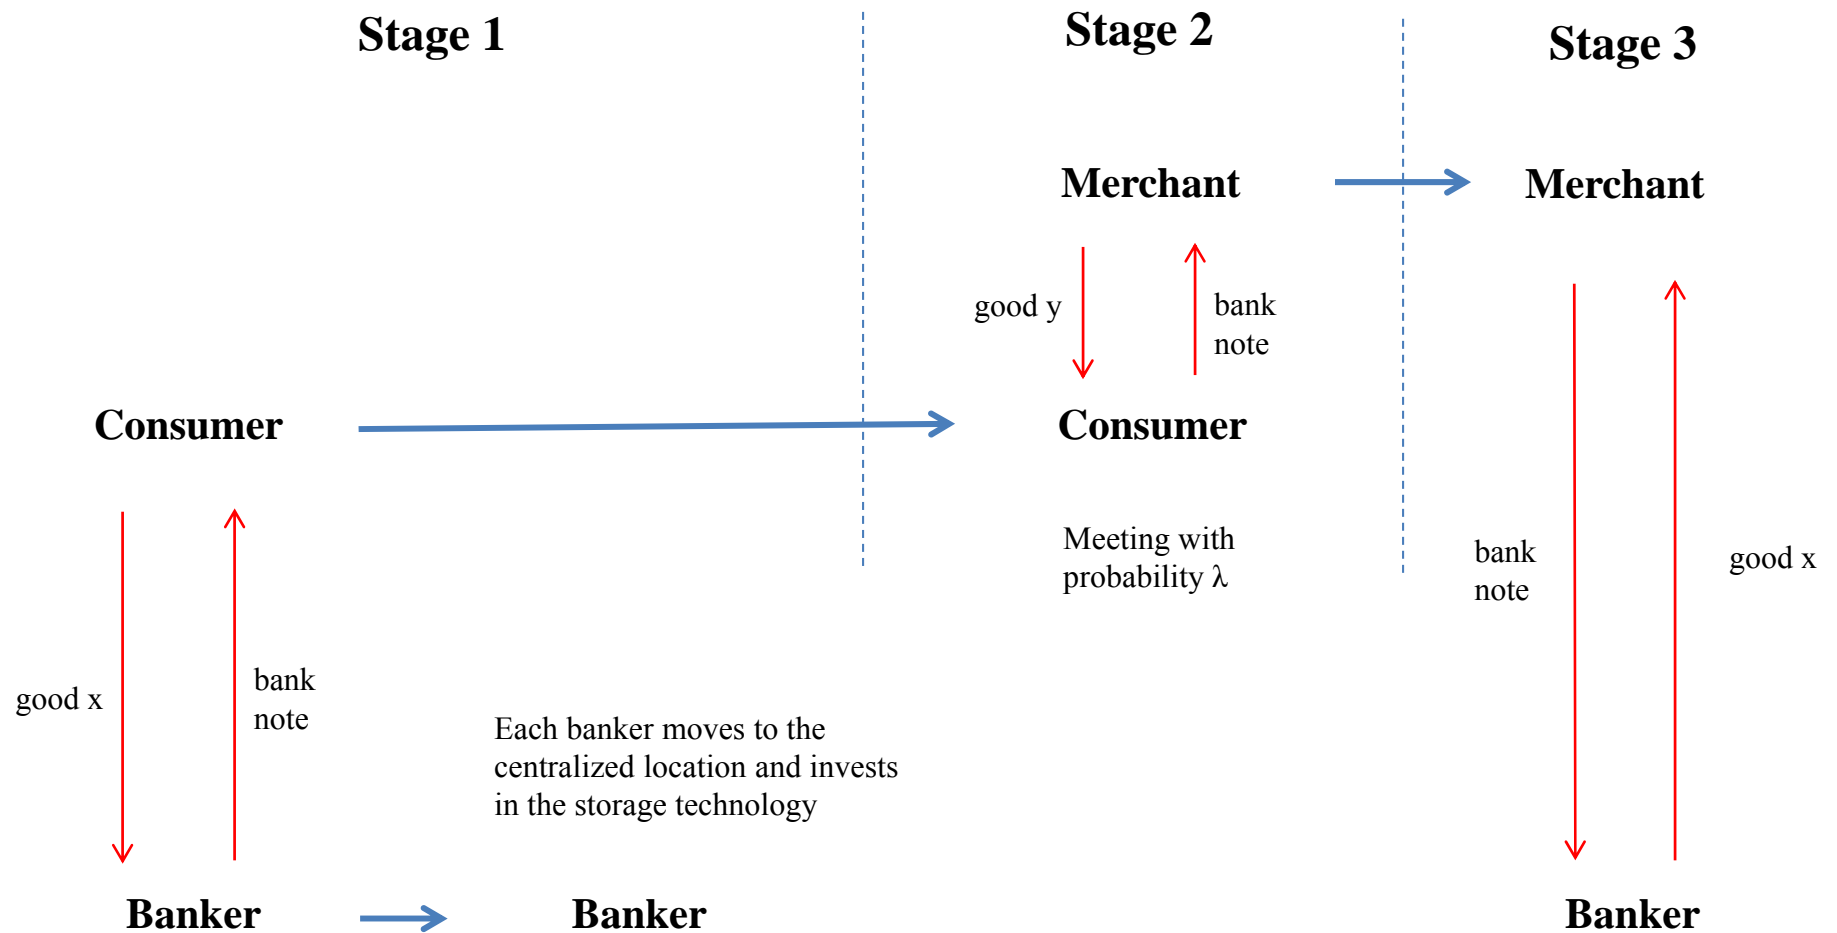 Stage 1
Stage 2
Stage 3
Merchant
Merchant
good y
bank
note
Consumer
Consumer
Meeting with
probability λ
bank
note
good x
good x
bank
note
Each banker moves to the
centralized location and invests
in the storage technology
Banker
Banker
Banker